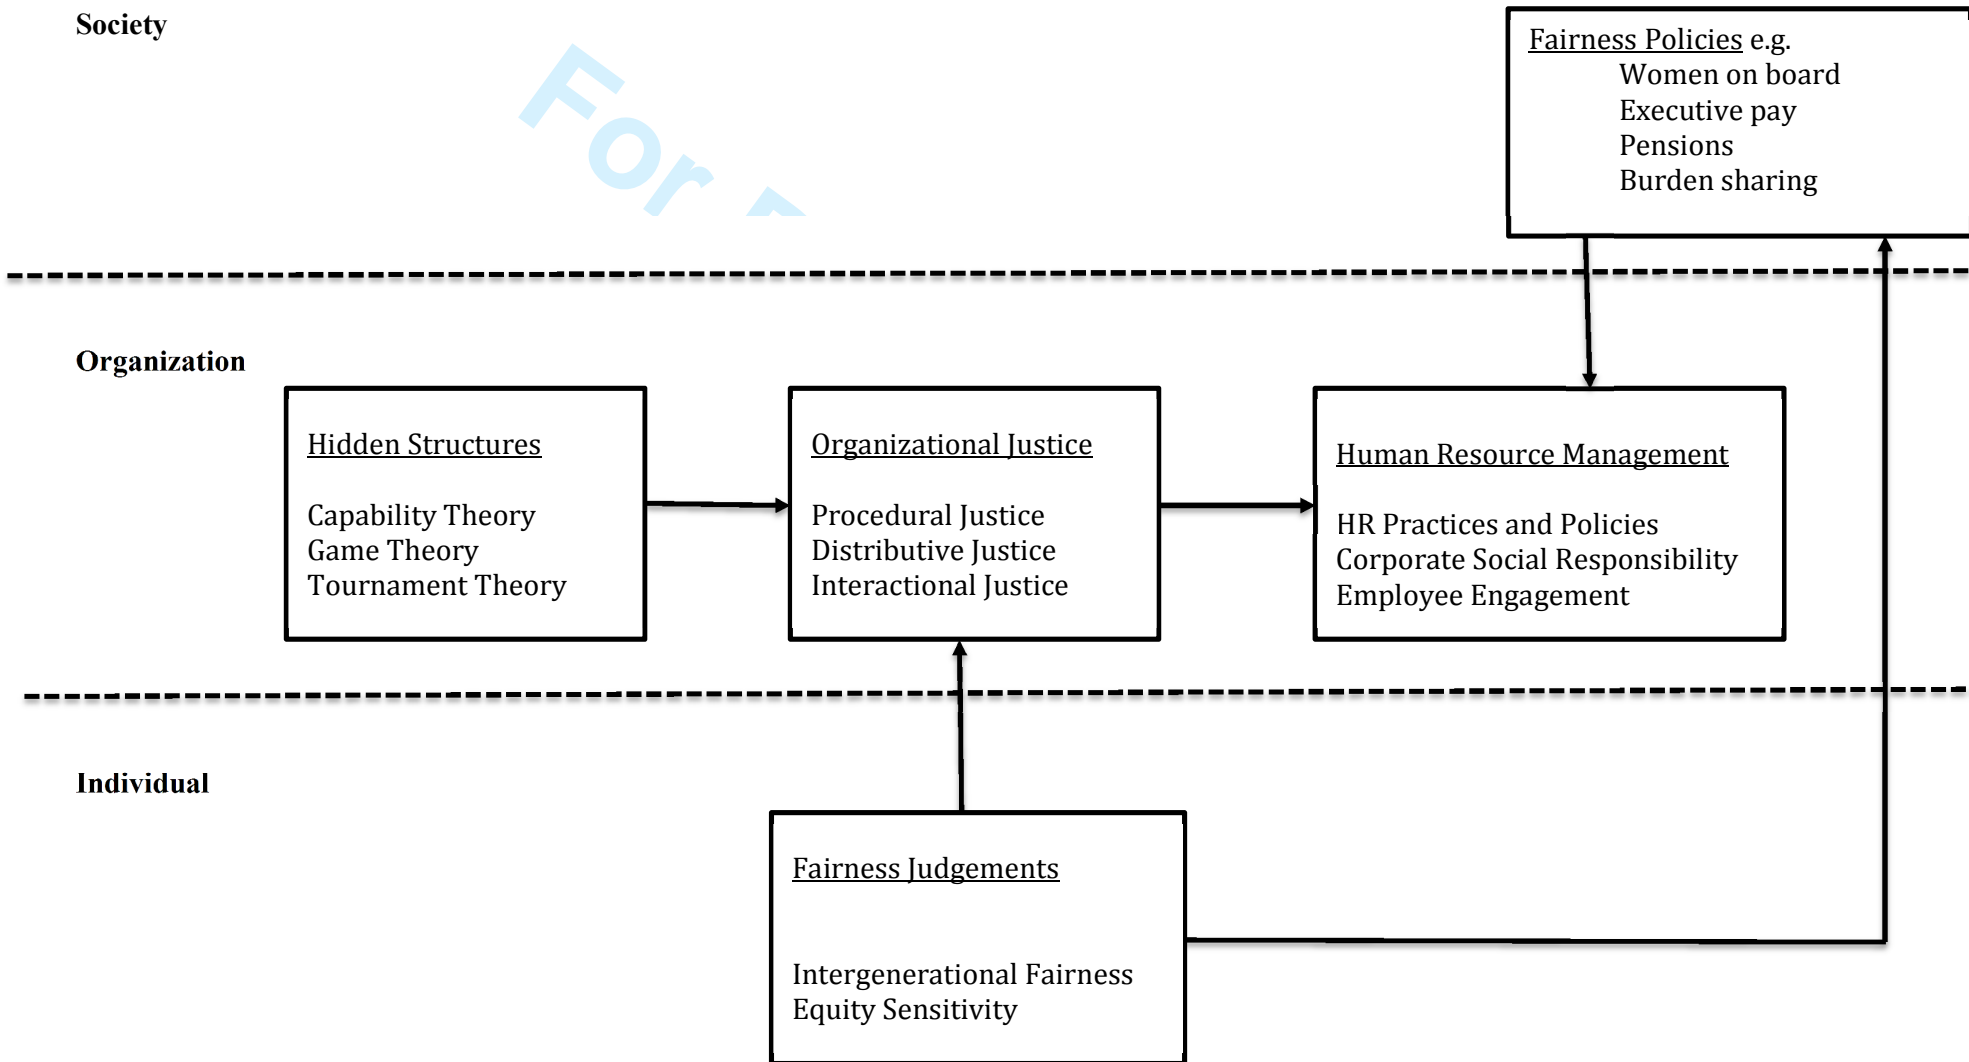 Society
Fairness Policies e.g.
Women on board
Executive pay
Pensions
Burden sharing
For
Organization
Hidden Structures
Capability Theory
Game Theory
Tournament Theory
Organizational Justice
Procedural Justice
Distributive Justice
Interactional Justice
Human Resource Management
HR Practices and Policies
Corporate Social Responsibility
Employee Engagement
Individual
Fairness Judgements
Intergenerational Fairness
Equity Sensitivity